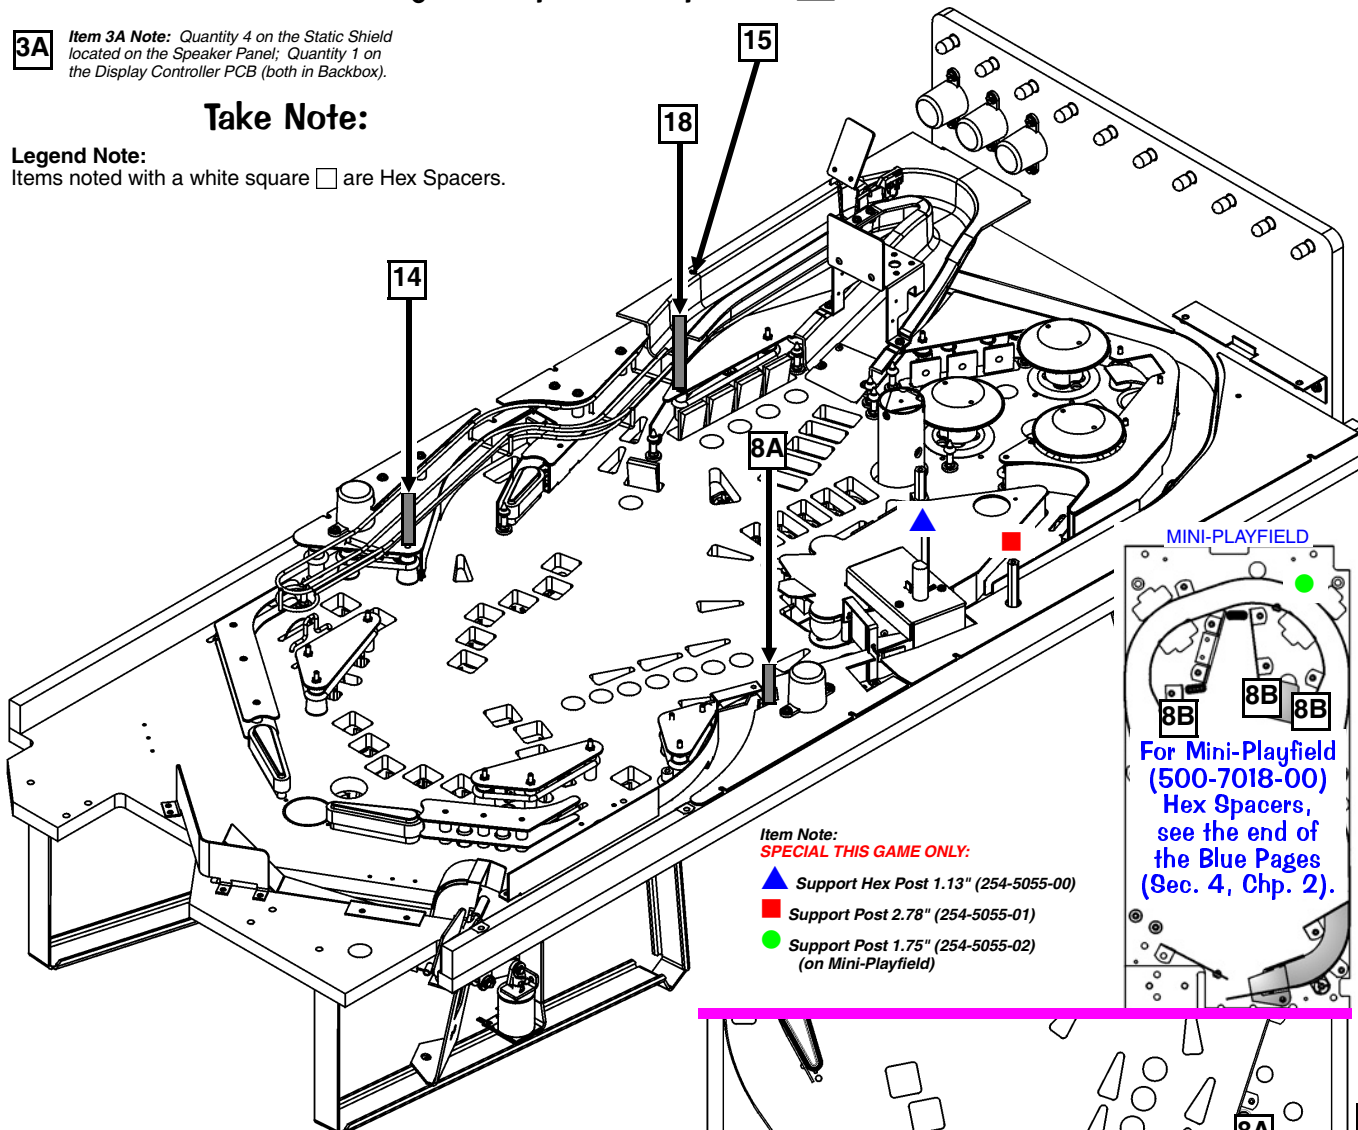 3A
Item 3A Note: Quantity 4 on the Static Shield
located on the Speaker Panel; Quantity 1 on
the Display Controller PCB (both in Backbox).
Take Note:
Legend Note:
Items noted with a white square □ are Hex Spacers.
15
18
14
8A
MINI-PLAYFIELD
8B
8B
8B
For Mini-Playfield
(500-7018-00)
Hex Spacers,
see the end of
the Blue Pages
(Sec. 4, Chp. 2).
Item Note:
SPECIAL THIS GAME ONLY:
Support Hex Post 1.13" (254-5055-00)
Support Post 2.78" (254-5055-01)
Support Post 1.75" (254-5055-02)
(on Mini-Playfield)
8A